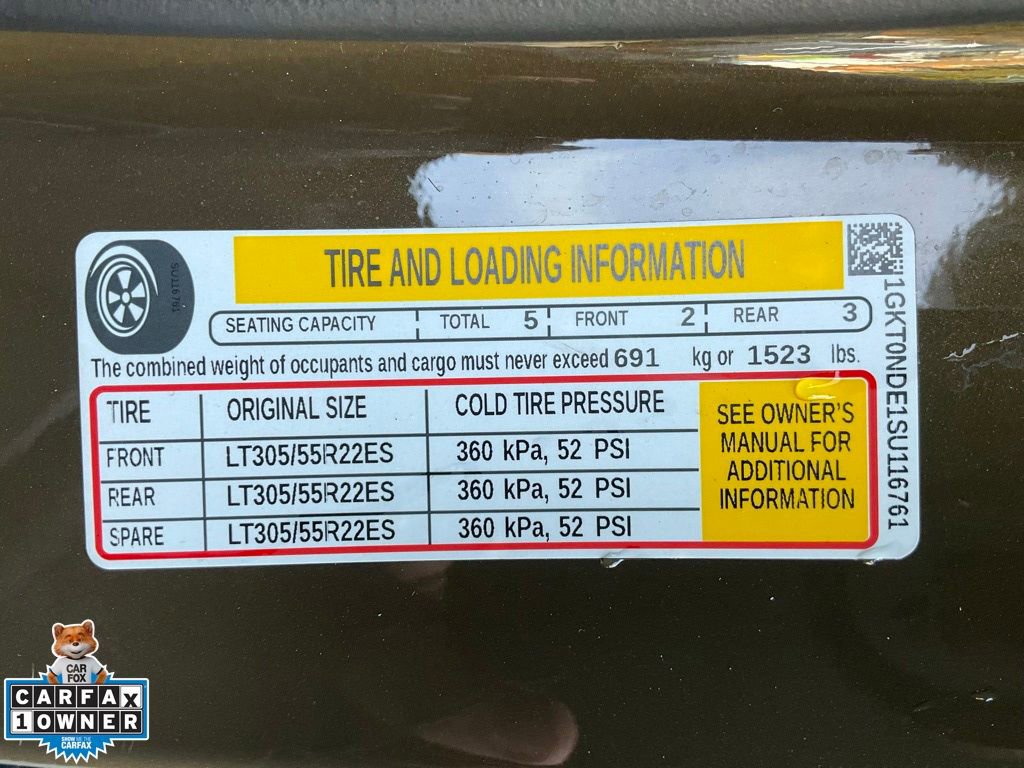 TIRE AND LOADING INFORMATION
SU116761
SEATING CAPACITY TOTAL 5 FRONT 2 REAR 3
The combined weight of occupants and cargo must never exceed 691 kg or 1523 lbs.
TIRE ORIGINAL SIZE COLD TIRE PRESSURE
FRONT LT305/55R22ES 360 kPa, 52 PSI
REAR LT305/55R22ES 360 kPa, 52 PSI
SPARE LT305/55R22ES 360 kPa, 52 PSI
SEE OWNER'S
MANUAL FOR
ADDITIONAL
INFORMATION
1GKT0NDE1SU116761
CAR
FOX
CARFAX
1 OWNER
SHOW ME THE
CARFAX